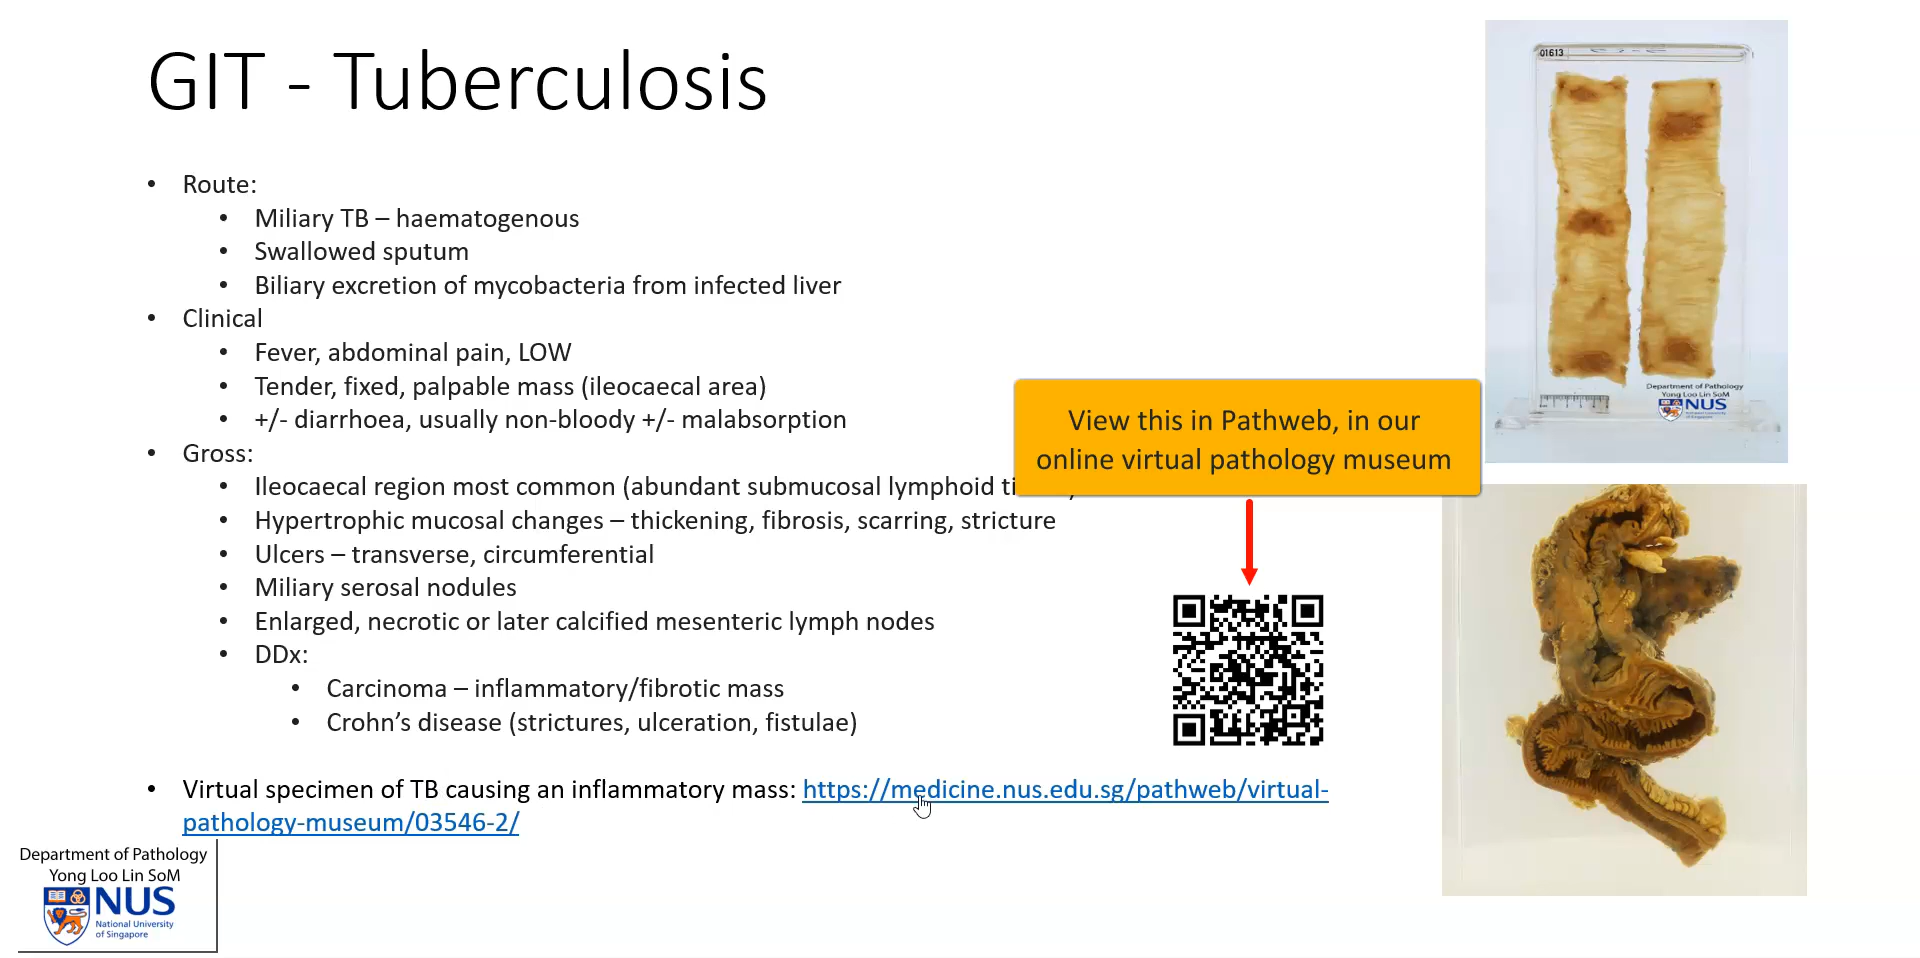 GIT - Tuberculosis
• Route:
• Miliary TB – haematogenous
• Swallowed sputum
• Biliary excretion of mycobacteria from infected liver
• Clinical
• Fever, abdominal pain, LOW
• Tender, fixed, palpable mass (ileocaecal area)
• +/- diarrhoea, usually non-bloody +/- malabsorption
• Gross:
• Ileocaecal region most common (abundant submucosal lymphoid
• Hypertrophic mucosal changes – thickening, fibrosis, scarring, stricture
• Ulcers – transverse, circumferential
• Miliary serosal nodules
• Enlarged, necrotic or later calcified mesenteric lymph nodes
• DDx:
• Carcinoma – inflammatory/fibrotic mass
• Crohn’s disease (strictures, ulceration, fistulae)
• Virtual specimen of TB causing an inflammatory mass: https://medicine.nus.edu.sg/pathweb/virtual-
pathology-museum/03546-2/
View this in Pathweb, in our
online virtual pathology museum
01613
Department of Pathology
Yong Loo Lin SoM
NUS
Department of Pathology
Yong Loo Lin SoM
NUS
National University
of Singapore